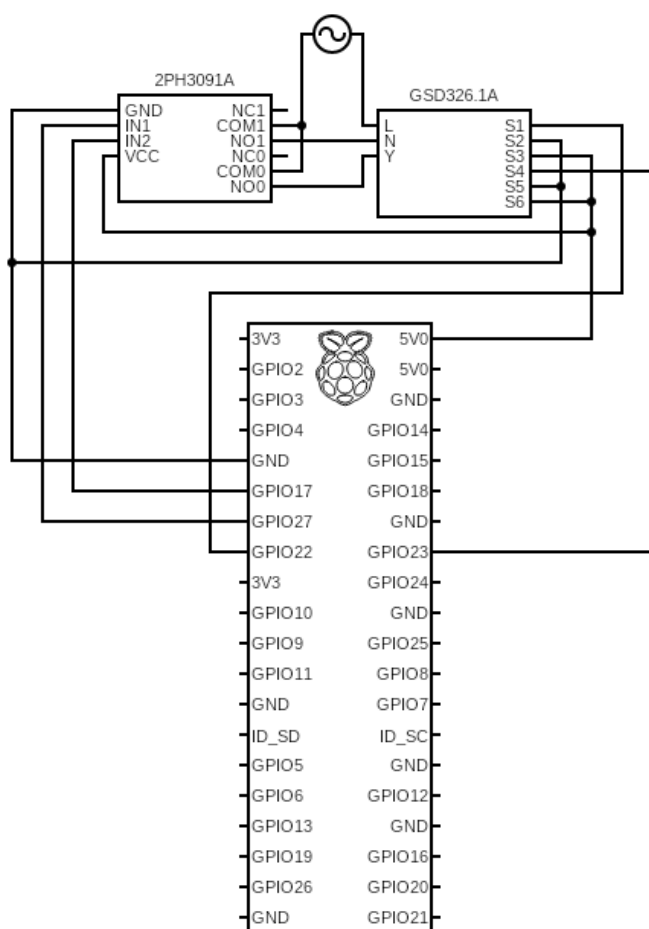 2PH3091A
GND NC1
IN1 COM1
IN2 NO1
VCC NC0
COM0
NO0
GSD326.1A
L S1
N S2
Y S3
S4
S5
S6
3V3 5V0
GPIO2 5V0
GPIO3 GND
GPIO4 GPIO14
GND GPIO15
GPIO17 GPIO18
GPIO27 GND
GPIO22 GPIO23
3V3 GPIO24
GPIO10 GND
GPIO9 GPIO25
GPIO11 GPIO8
GND GPIO7
ID_SD ID_SC
GPIO5 GND
GPIO6 GPIO12
GPIO13 GND
GPIO19 GPIO16
GPIO26 GPIO20
GND GPIO21